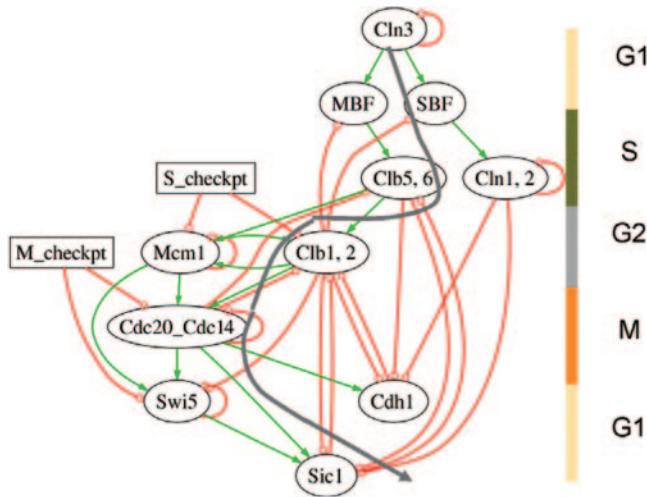 Cln3
G1
MBF
SBF
S_checkpt
Clb5, 6
Cln1, 2
S
M_checkpt
Mcm1
Clb1, 2
G2
Cdc20_Cdc14
M
Swi5
Cdh1
G1
Sic1